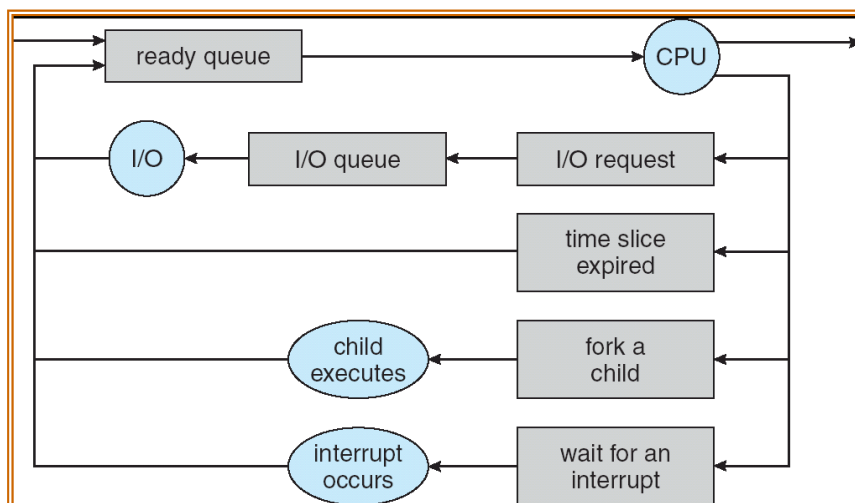 ready queue
CPU
I/O
I/O queue
I/O request
time slice
expired
child
executes
fork a
child
interrupt
occurs
wait for an
interrupt